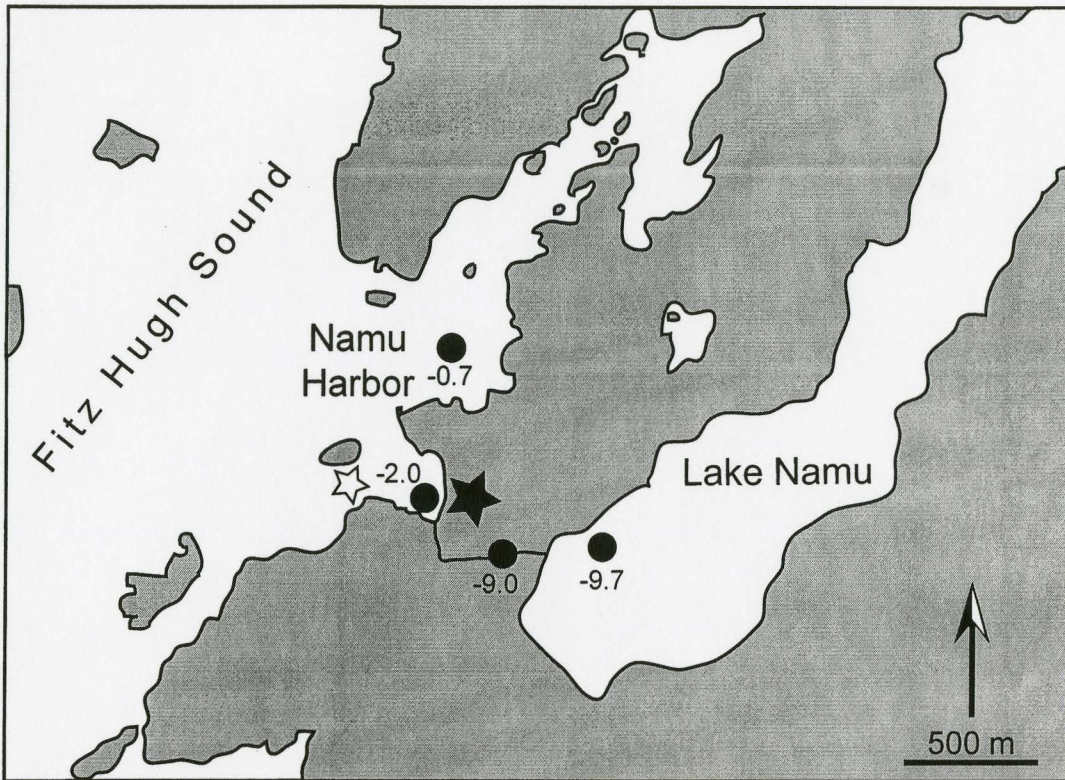 Fitz Hugh Sound
Namu
Harbor
-0.7
-2.0
Lake Namu
-9.0
-9.7
500 m